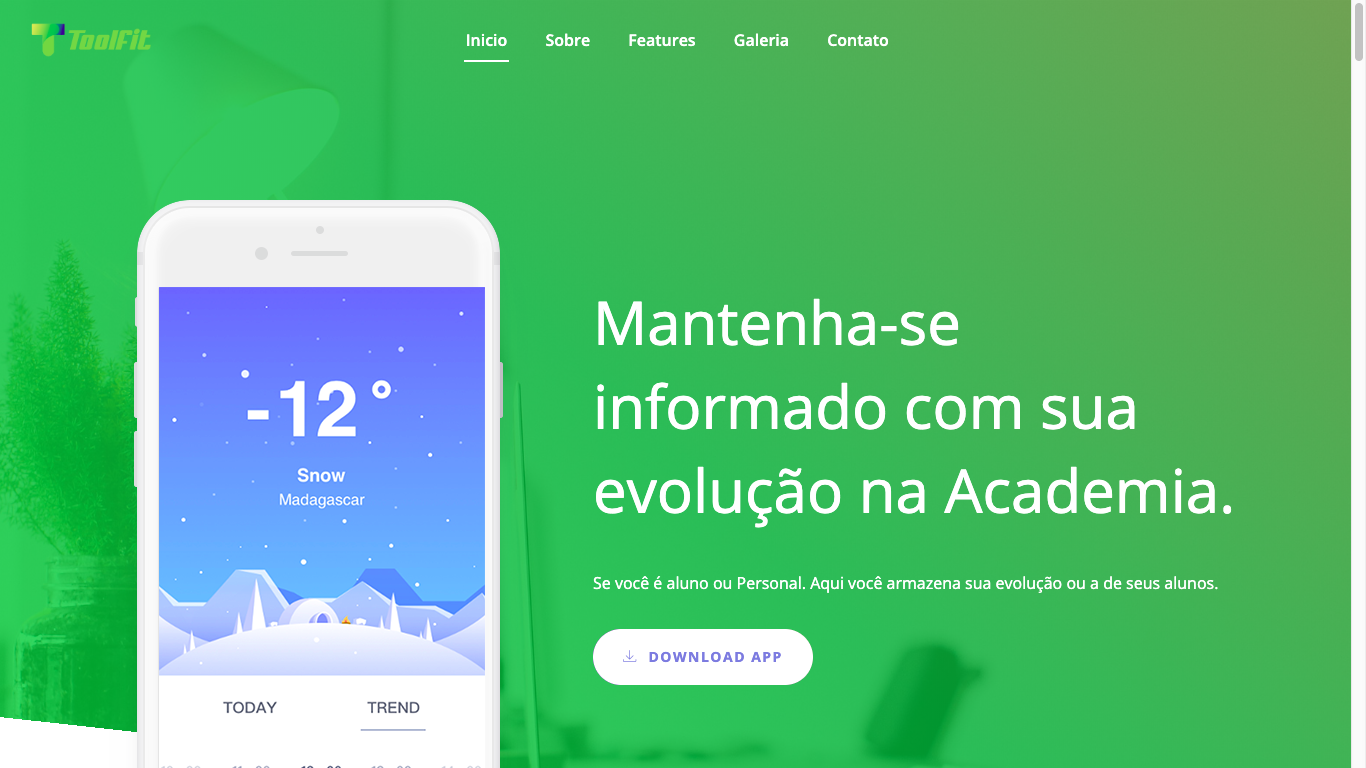 ToolFit
Inicio Sobre Features Galeria Contato
-12°
Snow
Madagascar
TODAY TREND
Mantenha-se
informado com sua
evolução na Academia.
Se você é aluno ou Personal. Aqui você armazena sua evolução ou a de seus alunos.
DOWNLOAD APP